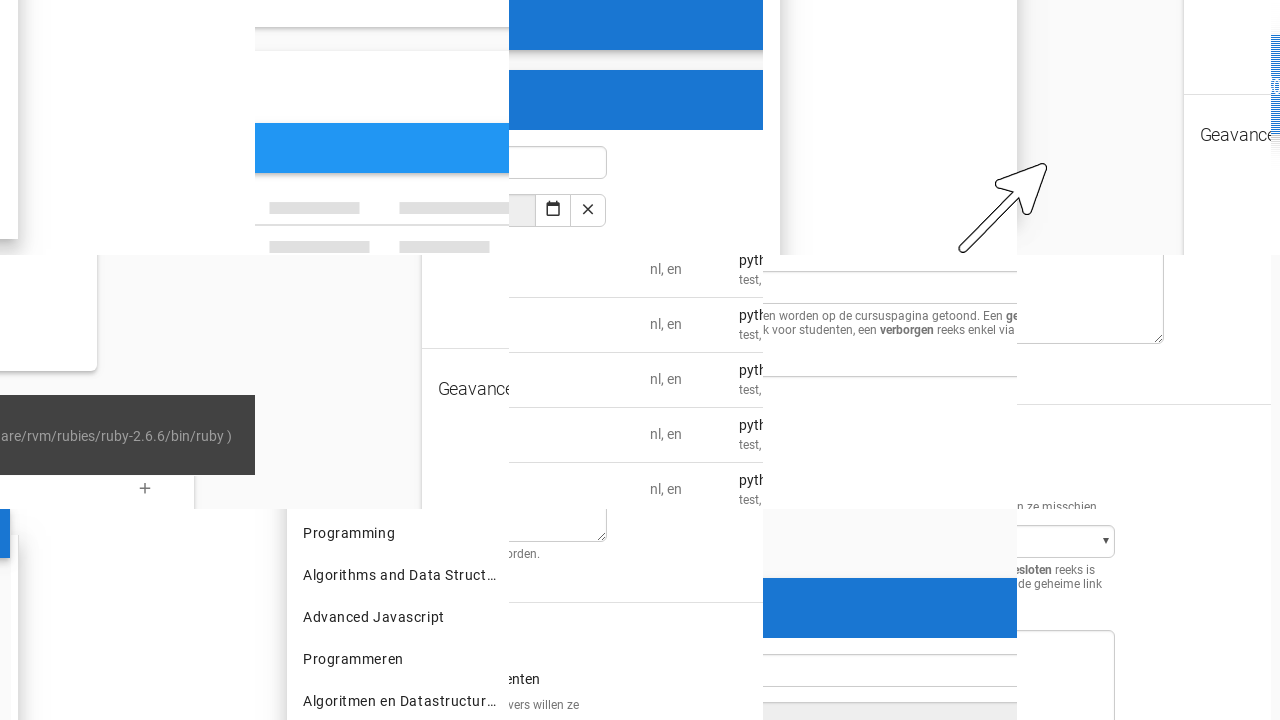 Geavance
nl, en
pyth
test,
nl, en
pyth
test,
nl, en
pyth
test,
nl, en
pyth
test,
nl, en
pyth
test,
en worden op de cursuspagina getoond. Een ge
k voor studenten, een verborgen reeks enkel via
Geavance
are/rvm/rubies/ruby-2.6.6/bin/ruby )
n ze misschien
esloten reeks is
de geheime link
Programming
Algorithms and Data Struct…
Advanced Javascript
Programmeren
Algoritmen en Datastructur…
orden.
enten
vers willen ze